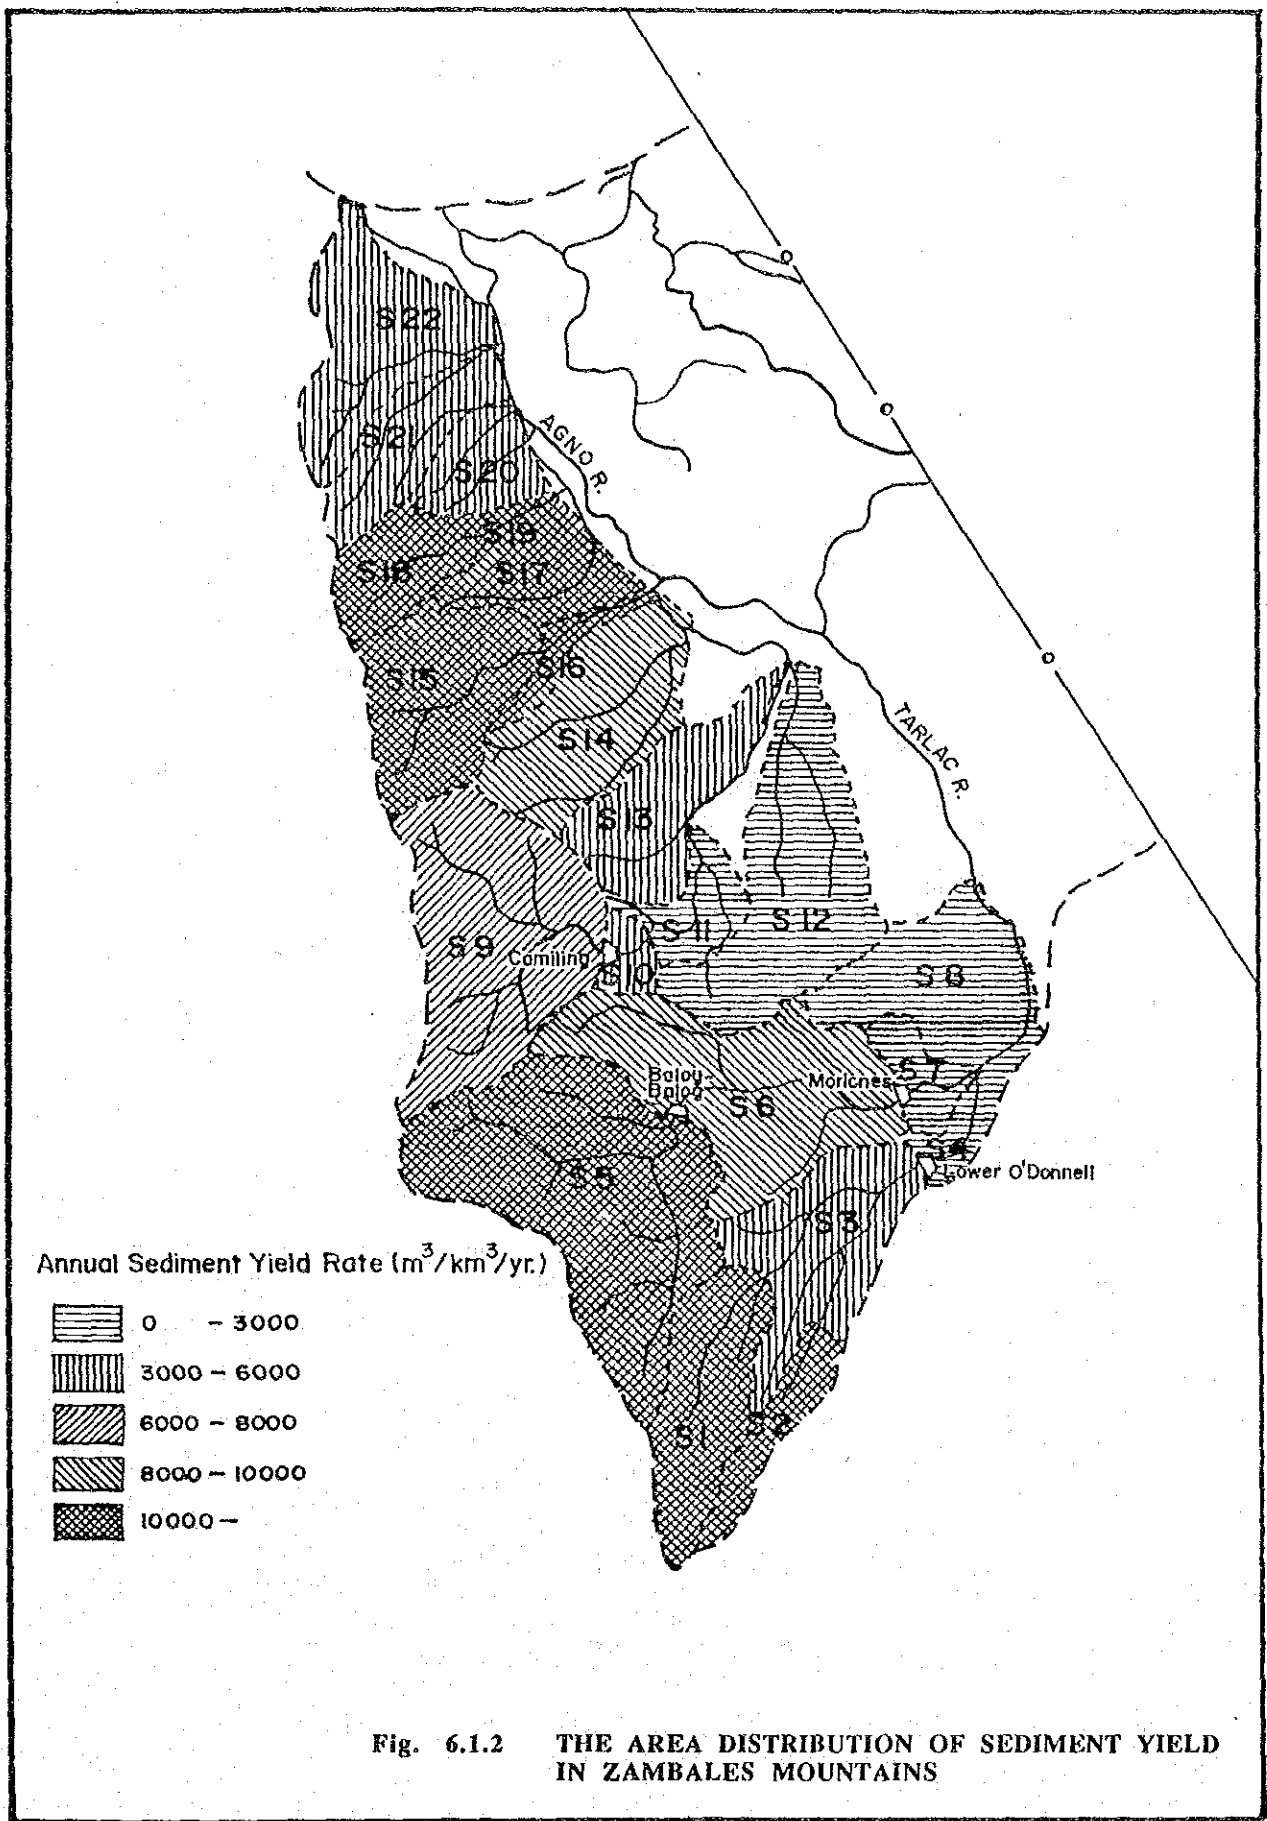 S22
AGNO R.
S21
S20
S19
S18
S17
S16
S15
S14
TARLAC R.
S13
S11
S12
S9
Camiling
S10
S8
Baloy
Balog
Moriones
S7
S6
S4
Lower O'Donnell
S5
S3
Annual Sediment Yield Rate (m³/km³/yr.)
0 - 3000
3000 - 6000
6000 - 8000
8000 - 10000
10000 -
S2
S1
Fig. 6.1.2 THE AREA DISTRIBUTION OF SEDIMENT YIELD
IN ZAMBALES MOUNTAINS